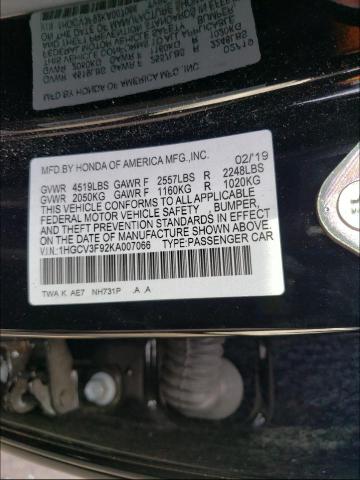 MFD.BY HONDA OF AMERICA MFG.,INC. 02/19
GVWR 4519LBS GAWR F 2557LBS R 2248LBS
GVWR 2050KG GAWR F 1160KG R 1020KG
THIS VEHICLE CONFORMS TO ALL APPLICABLE
FEDERAL MOTOR VEHICLE SAFETY BUMPER,
AND THEFT PREVENTION STANDARDS IN EFFECT
ON THE DATE OF MANUFACTURE SHOWN ABOVE.
V.I.N.:1HGCV3F92KA007066 TYPE:PASSENGER CAR
TWA K AE7 NH731P .A .A